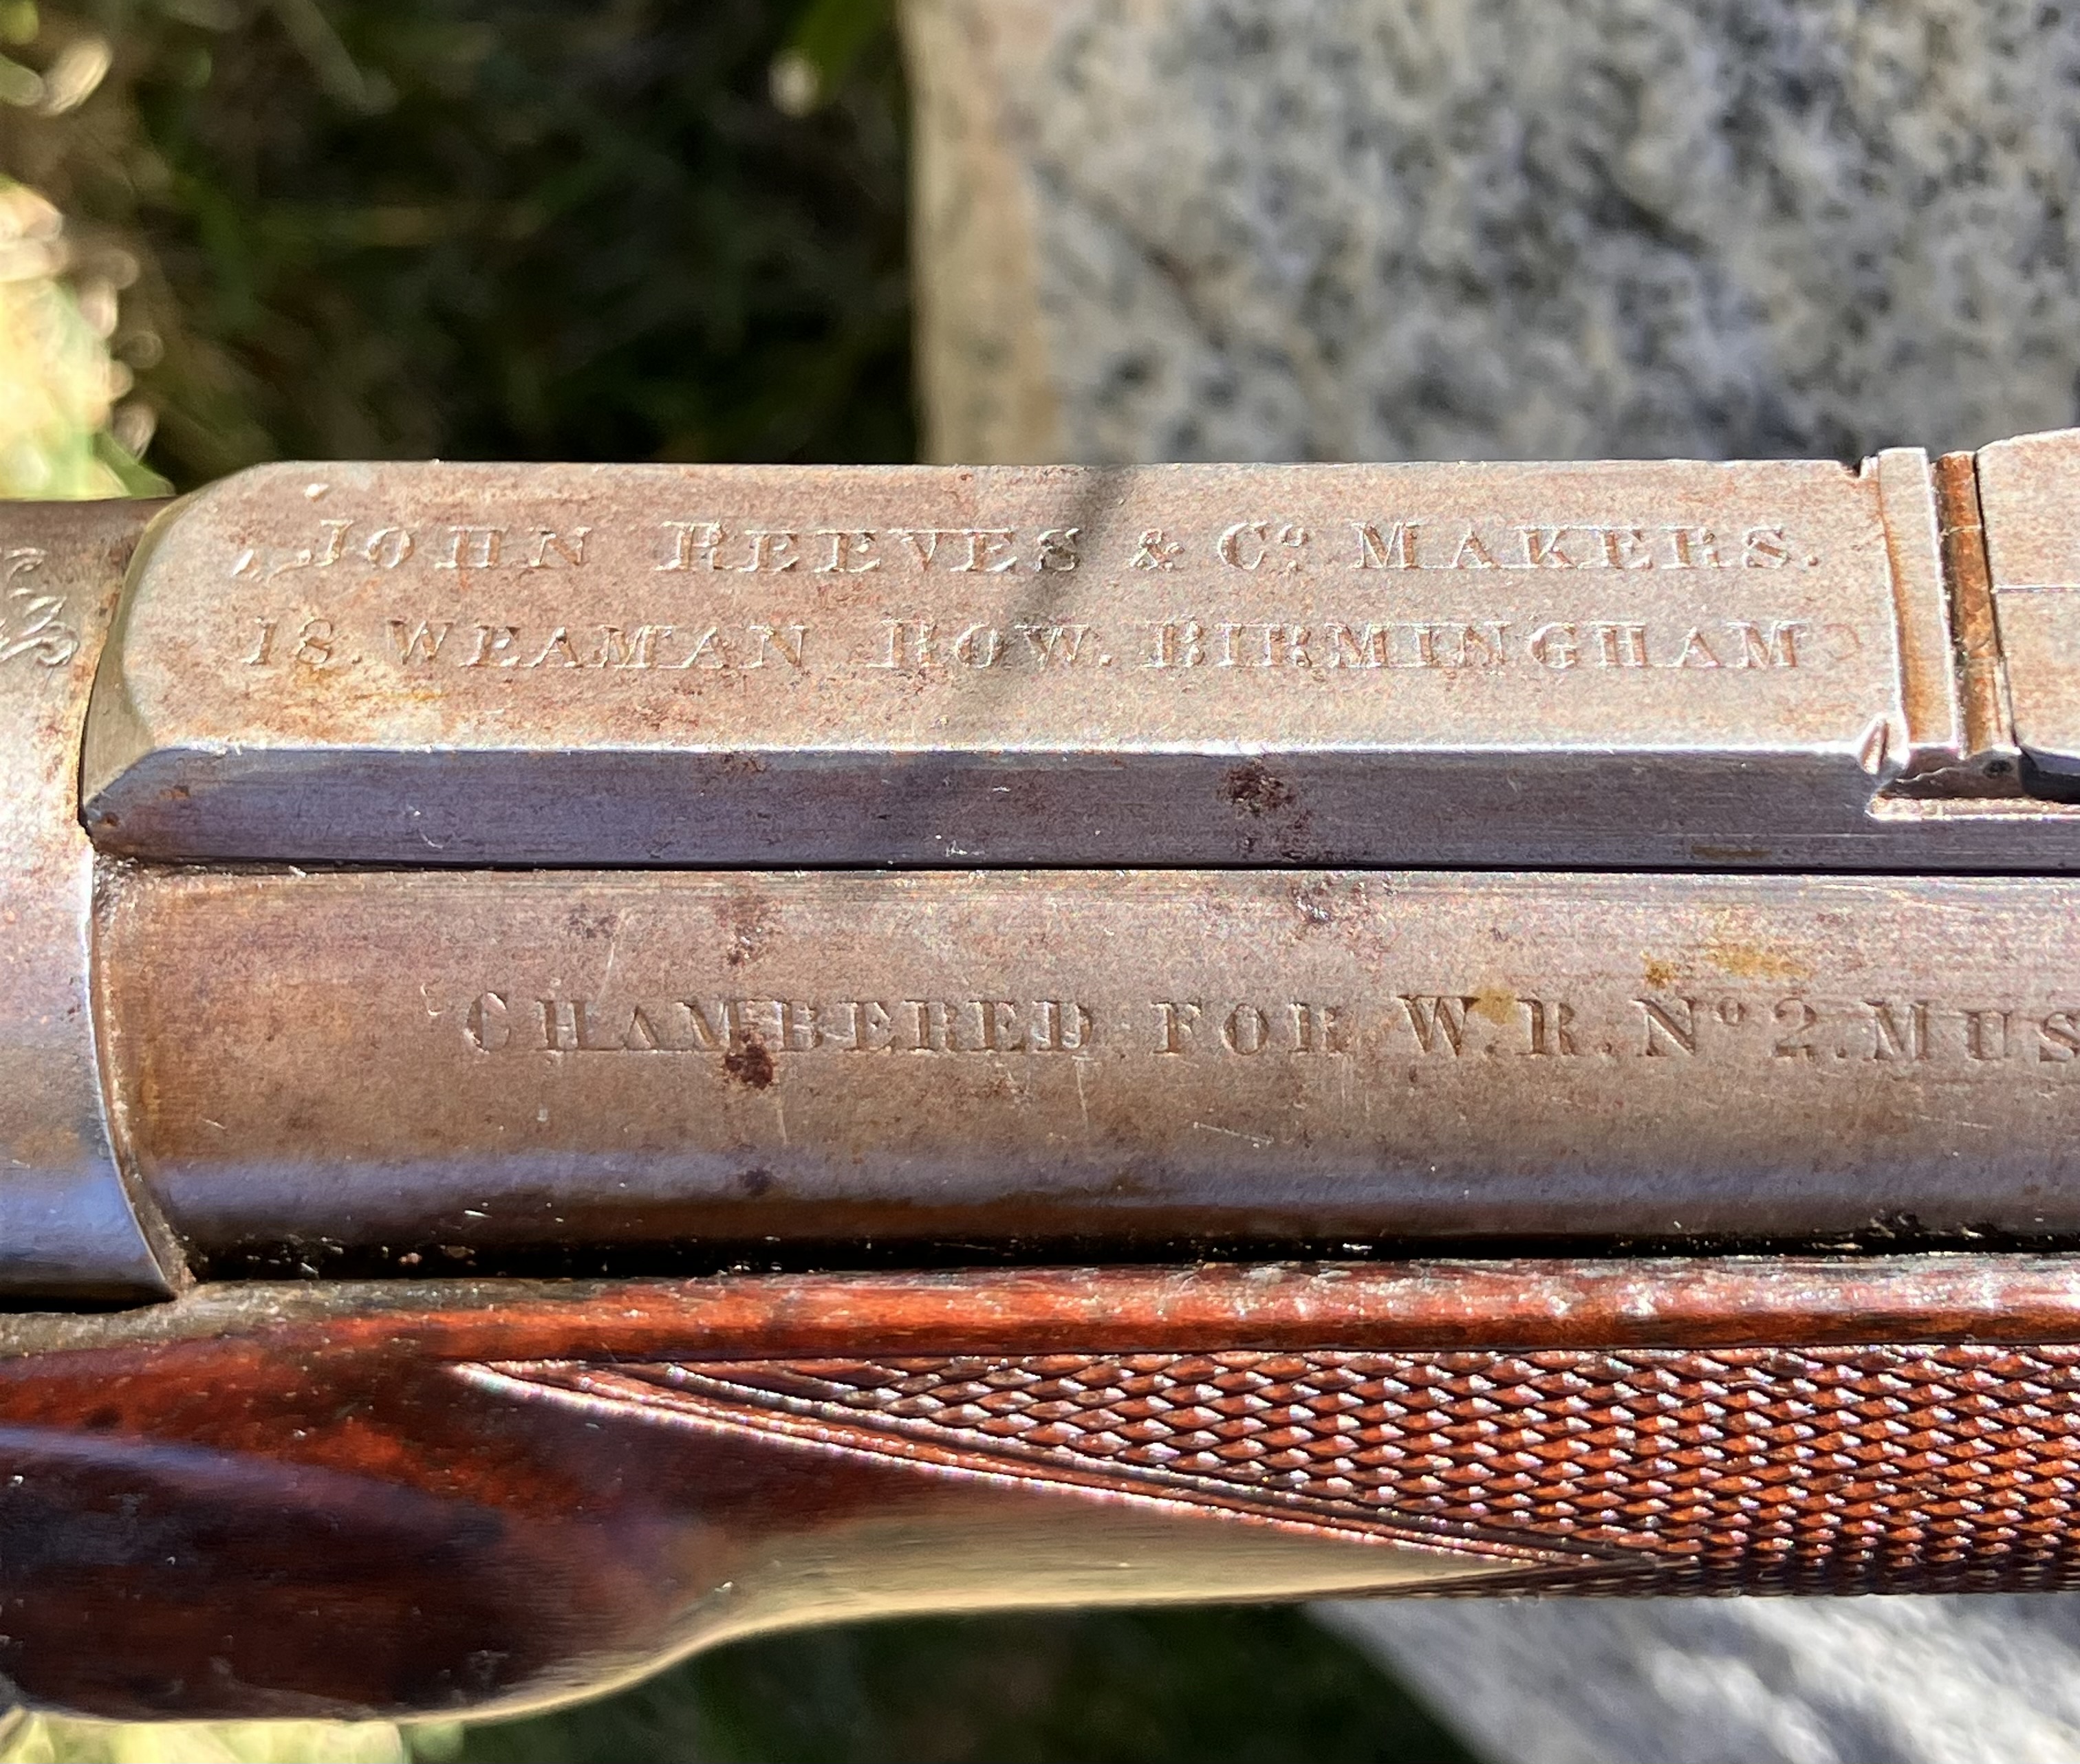 JOHN REEVES & Co. MAKERS.
18. WEAMAN ROW. BIRMINGHAM
CHAMBERED FOR W.R. No 2. MUS